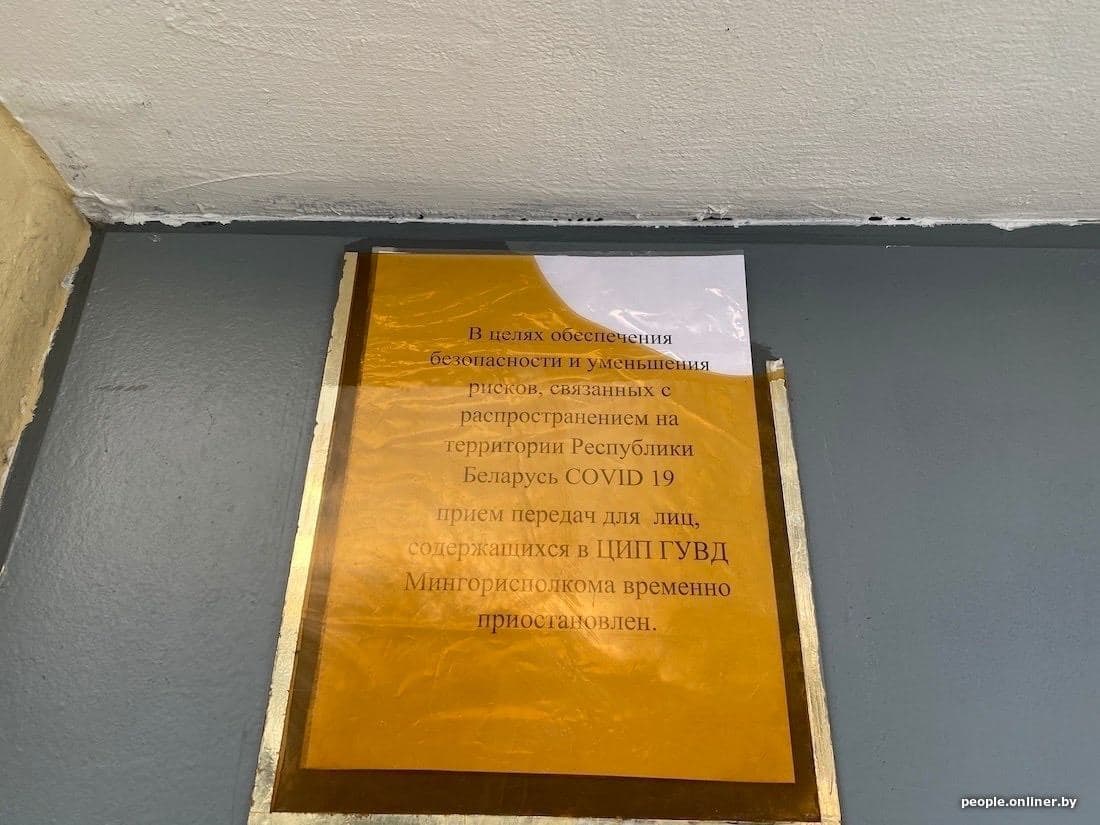 В целях обеспечения
безопасности и уменьшения
рисков, связанных с
распространением на
территории Республики
Беларусь COVID 19
прием передач для лиц,
содержащихся в ЦИП ГУВД
Мингорисполкома временно
приостановлен.
people.onliner.by